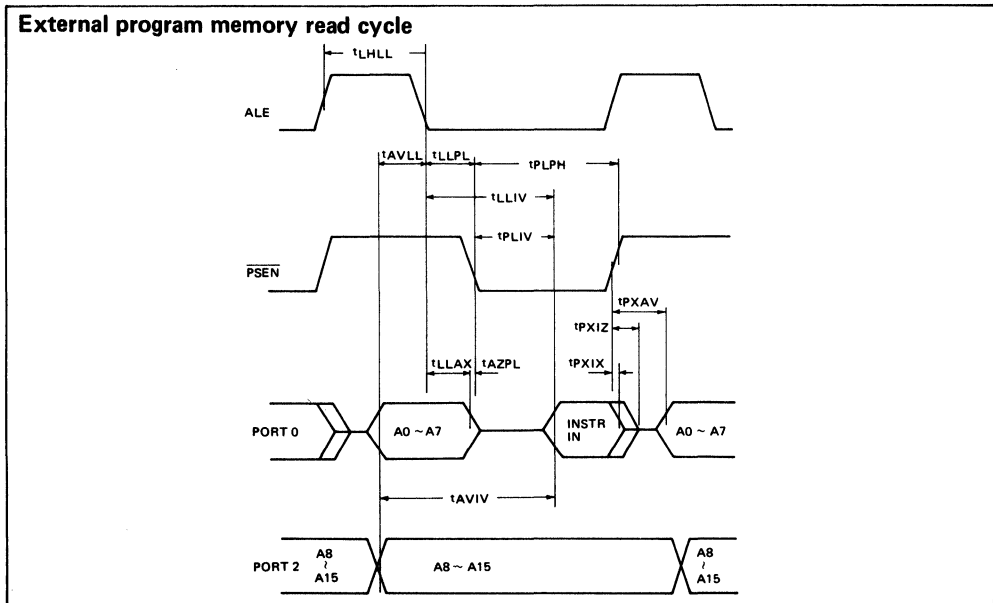 External program memory read cycle
tLHLL
ALE
tAVLL
tLLPL
tPLPH
tLLIV
tPLIV
PSEN
tPXAV
tPXIZ
tLLAX
tAZPL
tPXIX
PORT 0
A0 ~ A7
INSTR
IN
A0 ~ A7
tAVIV
PORT 2
A8
~
A15
A8 ~ A15
A8
~
A15